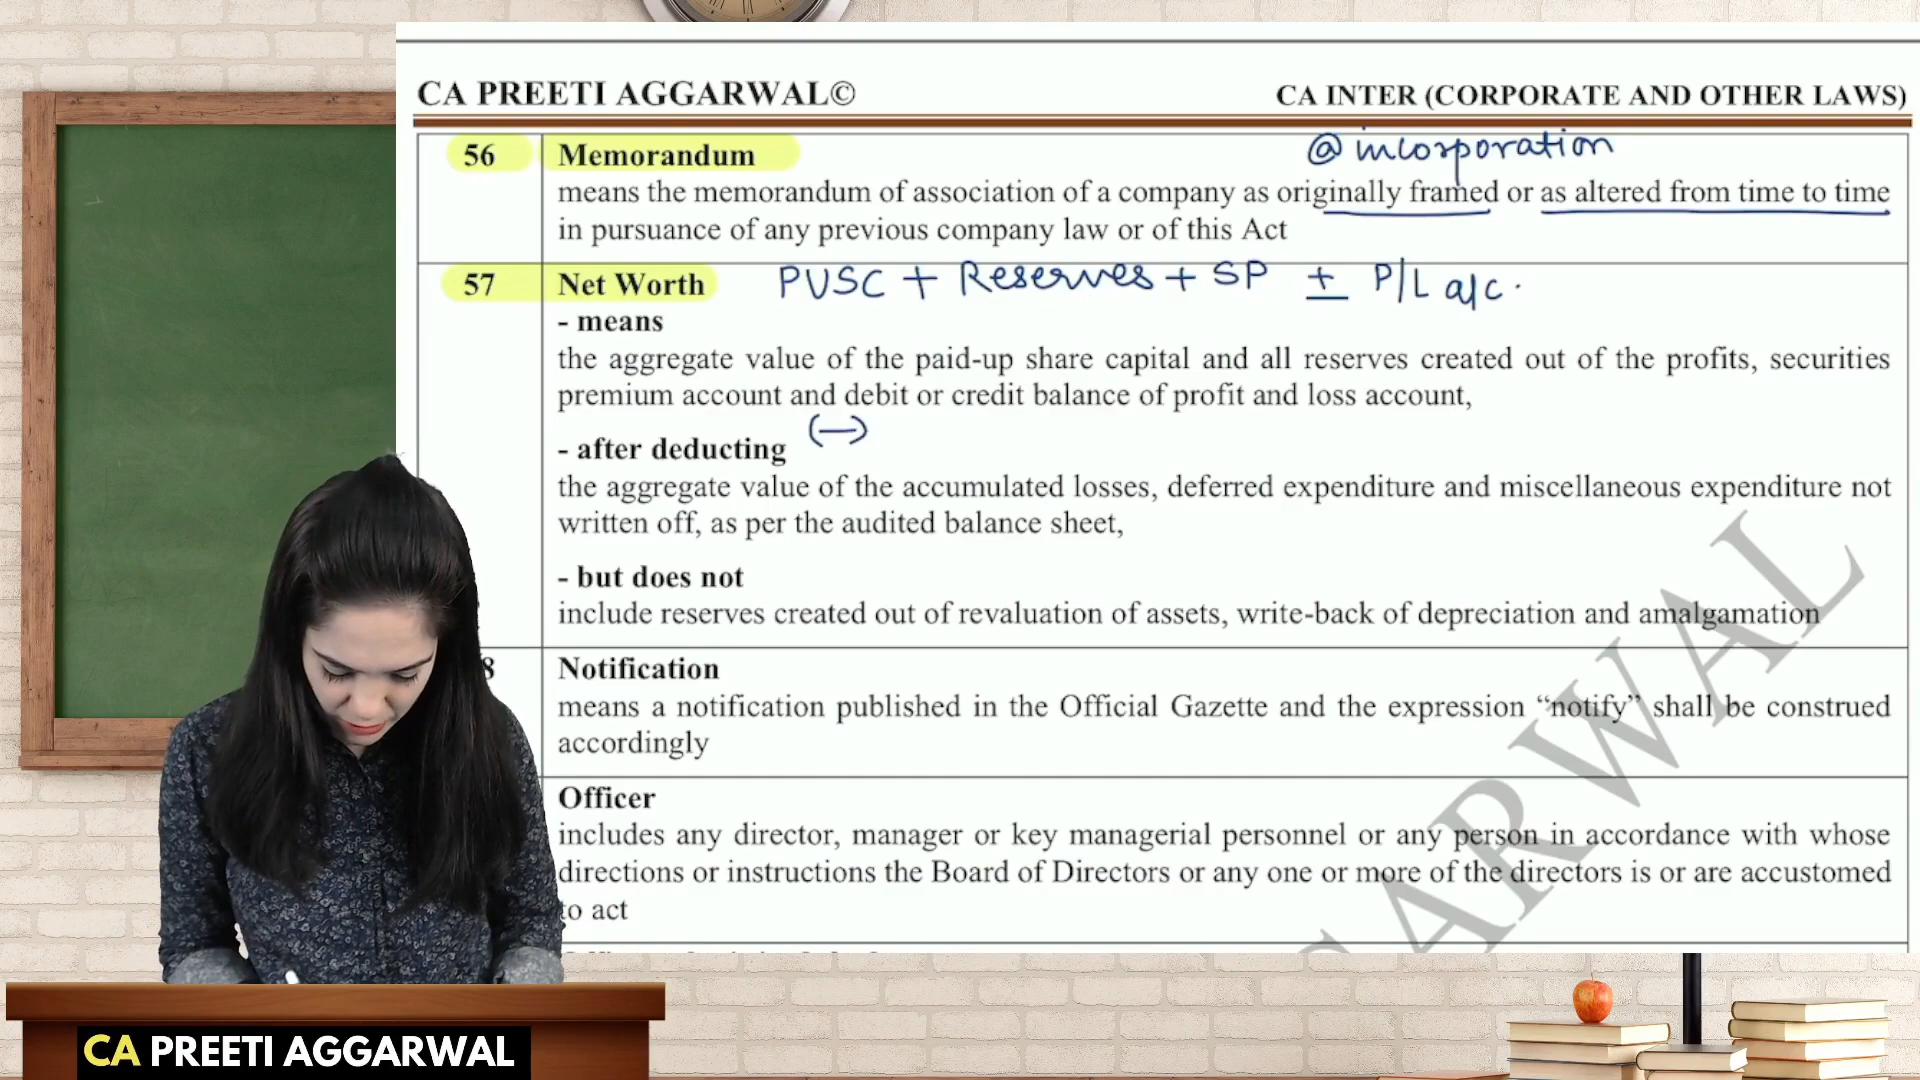 CA PREETI AGGARWAL©
CA INTER (CORPORATE AND OTHER LAWS)
@ incorporation
56 Memorandum
means the memorandum of association of a company as originally framed or as altered from time to time
in pursuance of any previous company law or of this Act
57 Net Worth PUSC + Reserves + SP ± P/L a/c.
- means
the aggregate value of the paid-up share capital and all reserves created out of the profits, securities
premium account and debit or credit balance of profit and loss account,
(-)
- after deducting
the aggregate value of the accumulated losses, deferred expenditure and miscellaneous expenditure not
written off, as per the audited balance sheet,
- but does not
include reserves created out of revaluation of assets, write-back of depreciation and amalgamation
8 Notification
means a notification published in the Official Gazette and the expression “notify” shall be construed
accordingly
Officer
includes any director, manager or key managerial personnel or any person in accordance with whose
directions or instructions the Board of Directors or any one or more of the directors is or are accustomed
to act
GARWAL
CA PREETI AGGARWAL